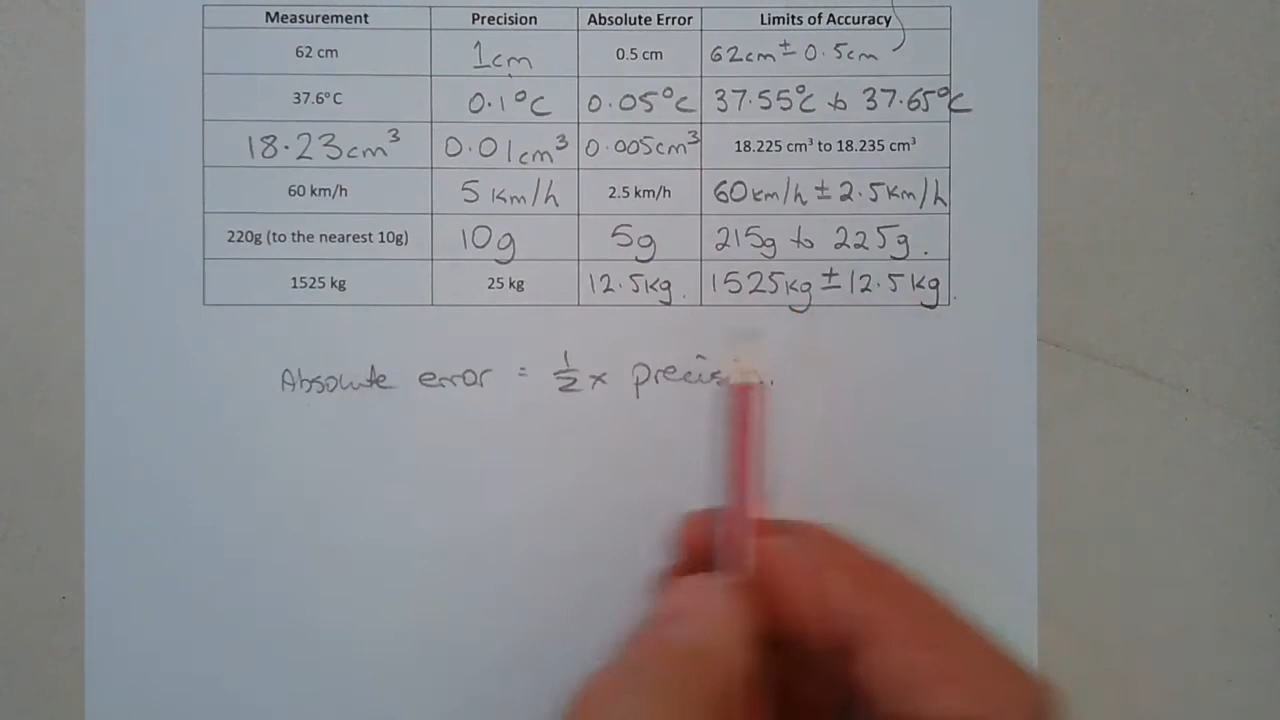 Measurement Precision Absolute Error Limits of Accuracy
62 cm 1cm 0.5 cm 62cm ± 0.5cm
37.6°C 0.1°C 0.05°C 37.55°C to 37.65°C
18.23cm³ 0.01cm³ 0.005cm³ 18.225 cm³ to 18.235 cm³
60 km/h 5 Km/h 2.5 km/h 60km/h ± 2.5Km/h
220g (to the nearest 10g) 10g 5g 215g to 225g.
1525 kg 25 kg 12.5kg. 1525kg ± 12.5kg.
Absolute error = ½ ×